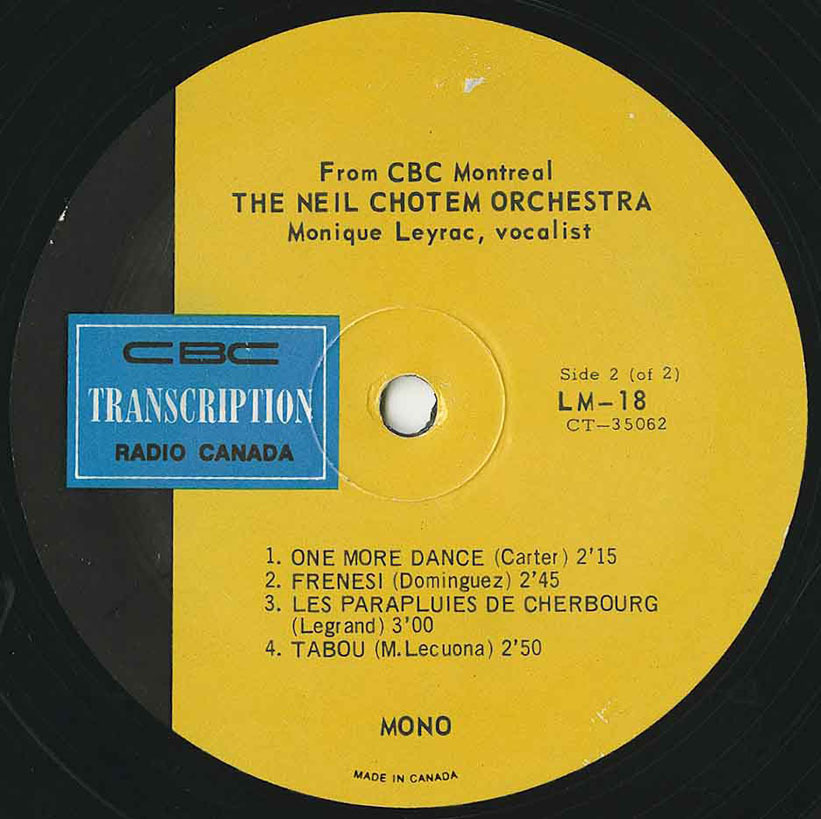 From CBC Montreal
THE NEIL CHOTEM ORCHESTRA
Monique Leyrac, vocalist
CBC
TRANSCRIPTION
RADIO CANADA
Side 2 (of 2)
LM-18
CT-35062
1. ONE MORE DANCE (Carter) 2'15
2. FRENESI (Dominguez) 2'45
3. LES PARAPLUIES DE CHERBOURG
(Legrand) 3'00
4. TABOU (M.Lecuona) 2'50
MONO
MADE IN CANADA